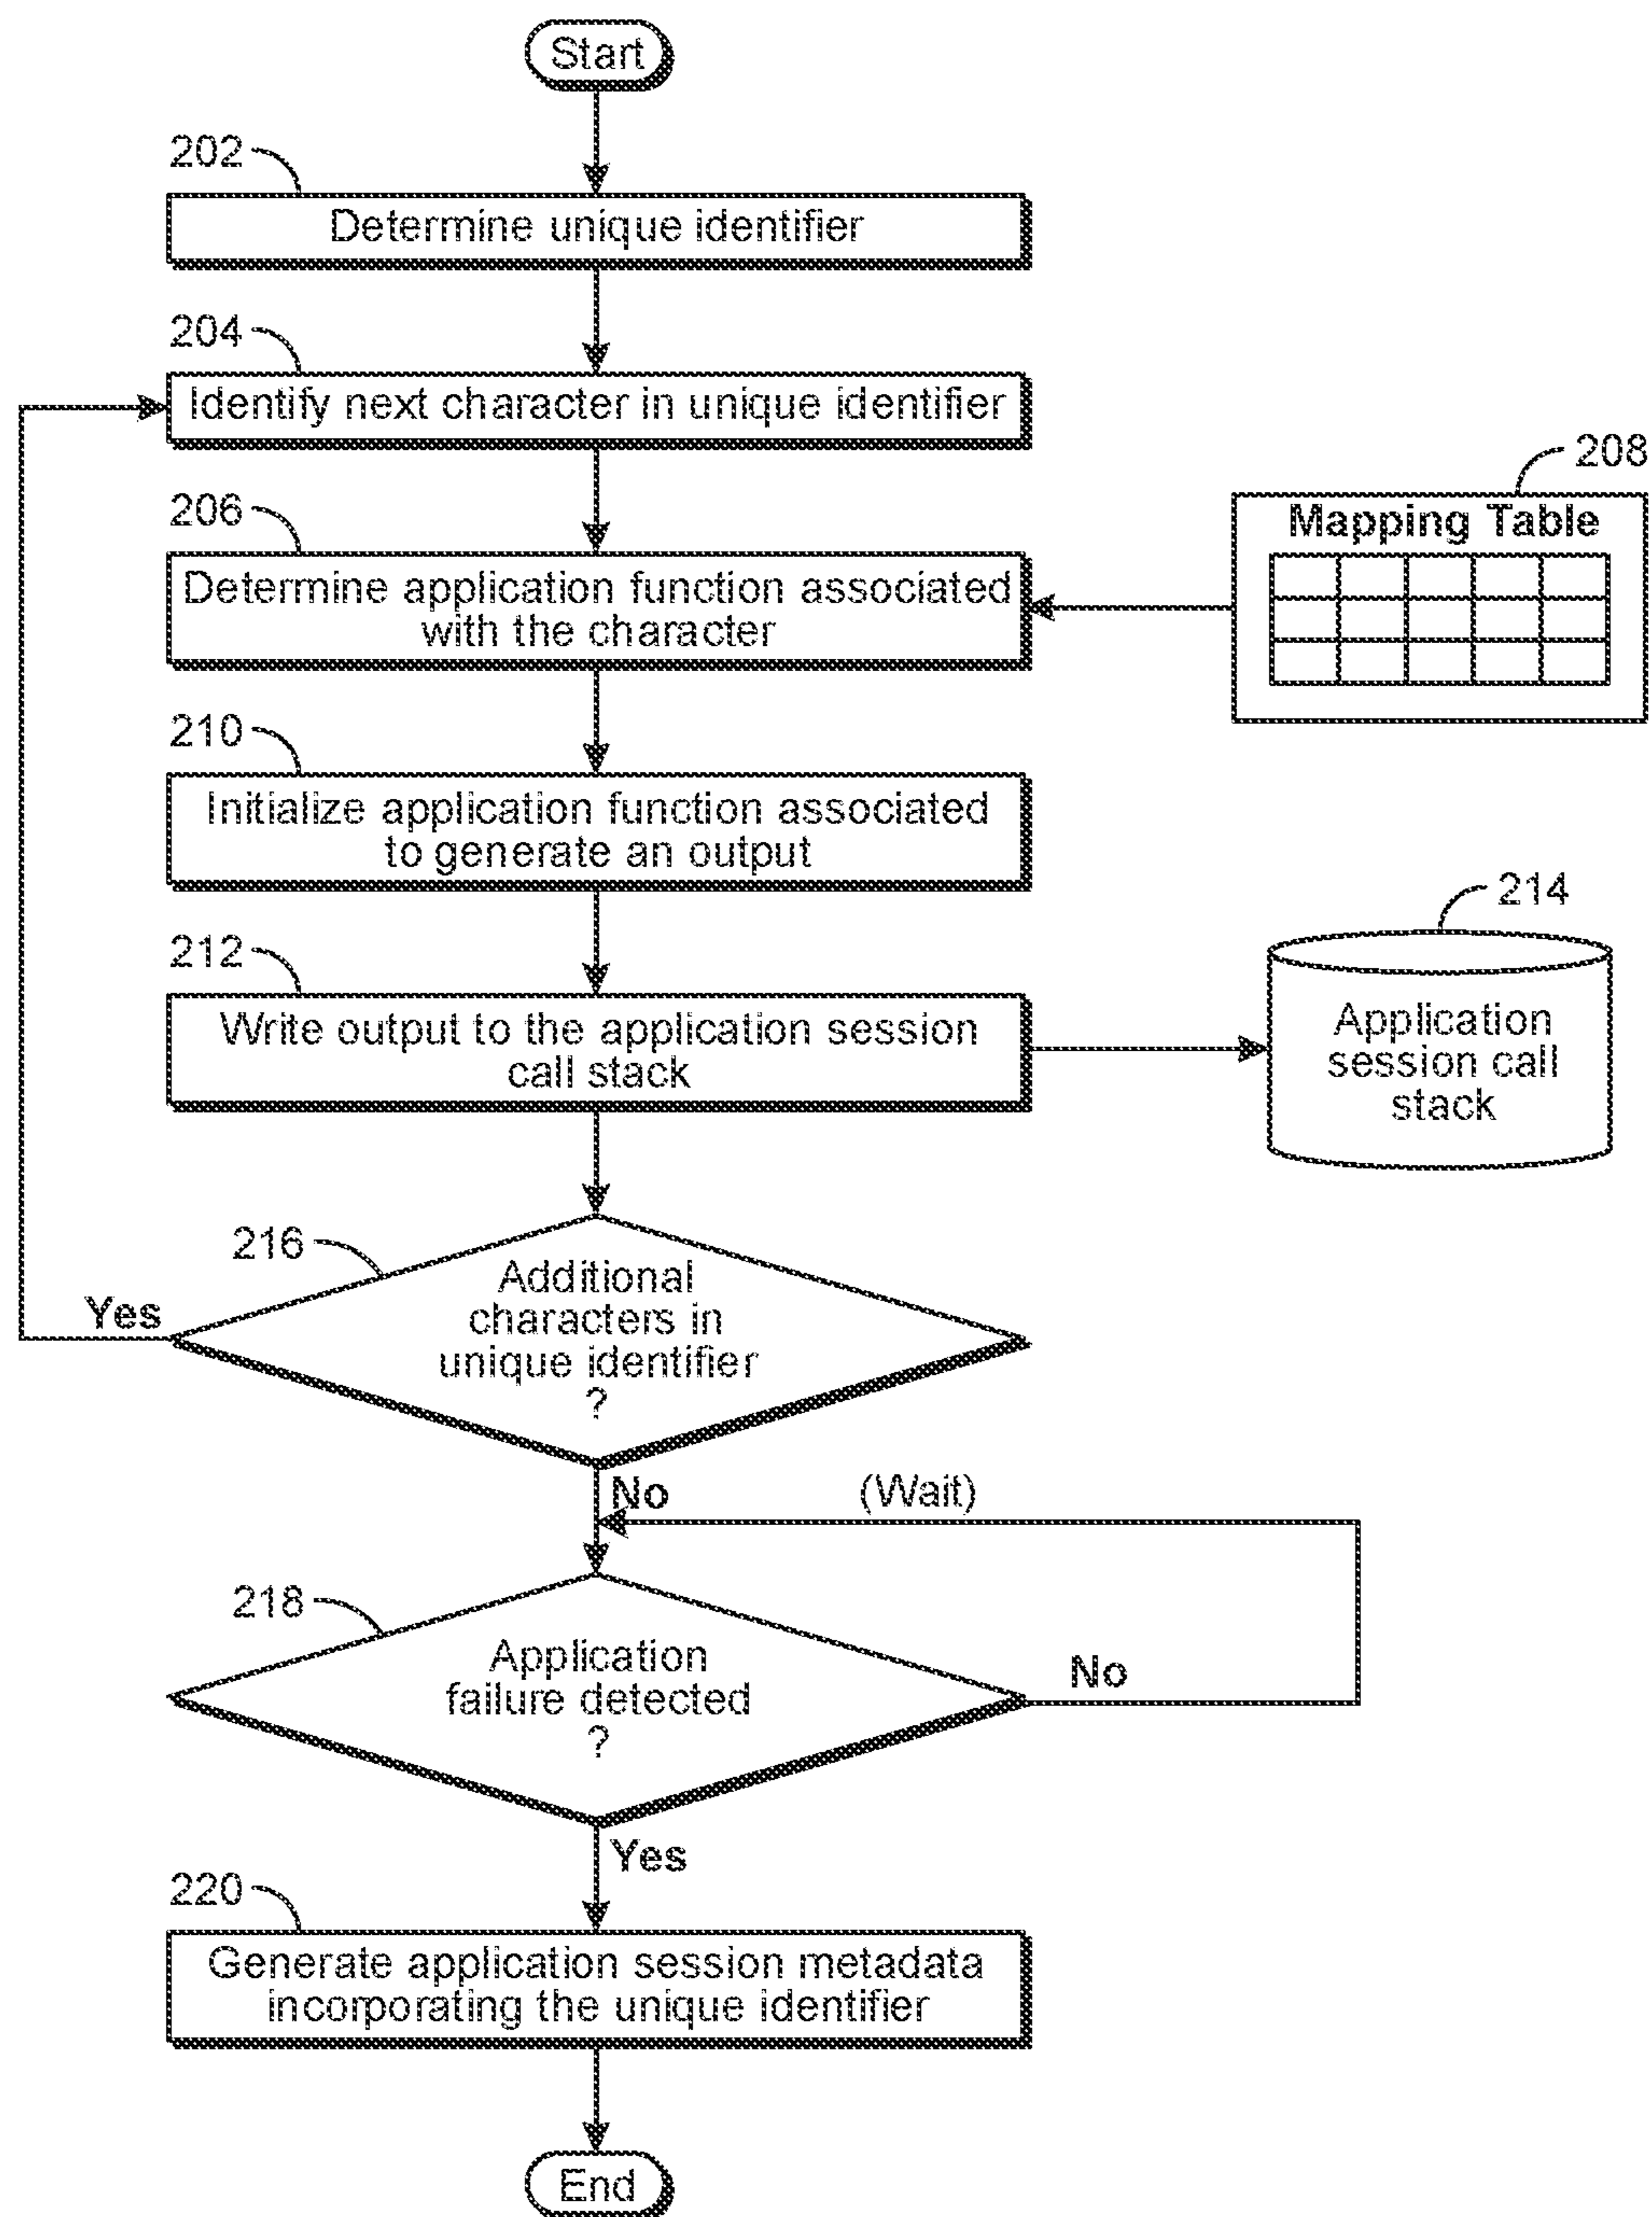 Start
202
Determine unique identifier
204
Identify next character in unique identifier
206
208
Mapping Table
Determine application function associated
with the character
210
Initialize application function associated
to generate an output
212
214
Write output to the application session
call stack
Application
session call
stack
216
Additional
characters in
unique identifier
?
Yes
No
(Wait)
218
Application
failure detected
?
No
Yes
220
Generate application session metadata
incorporating the unique identifier
End